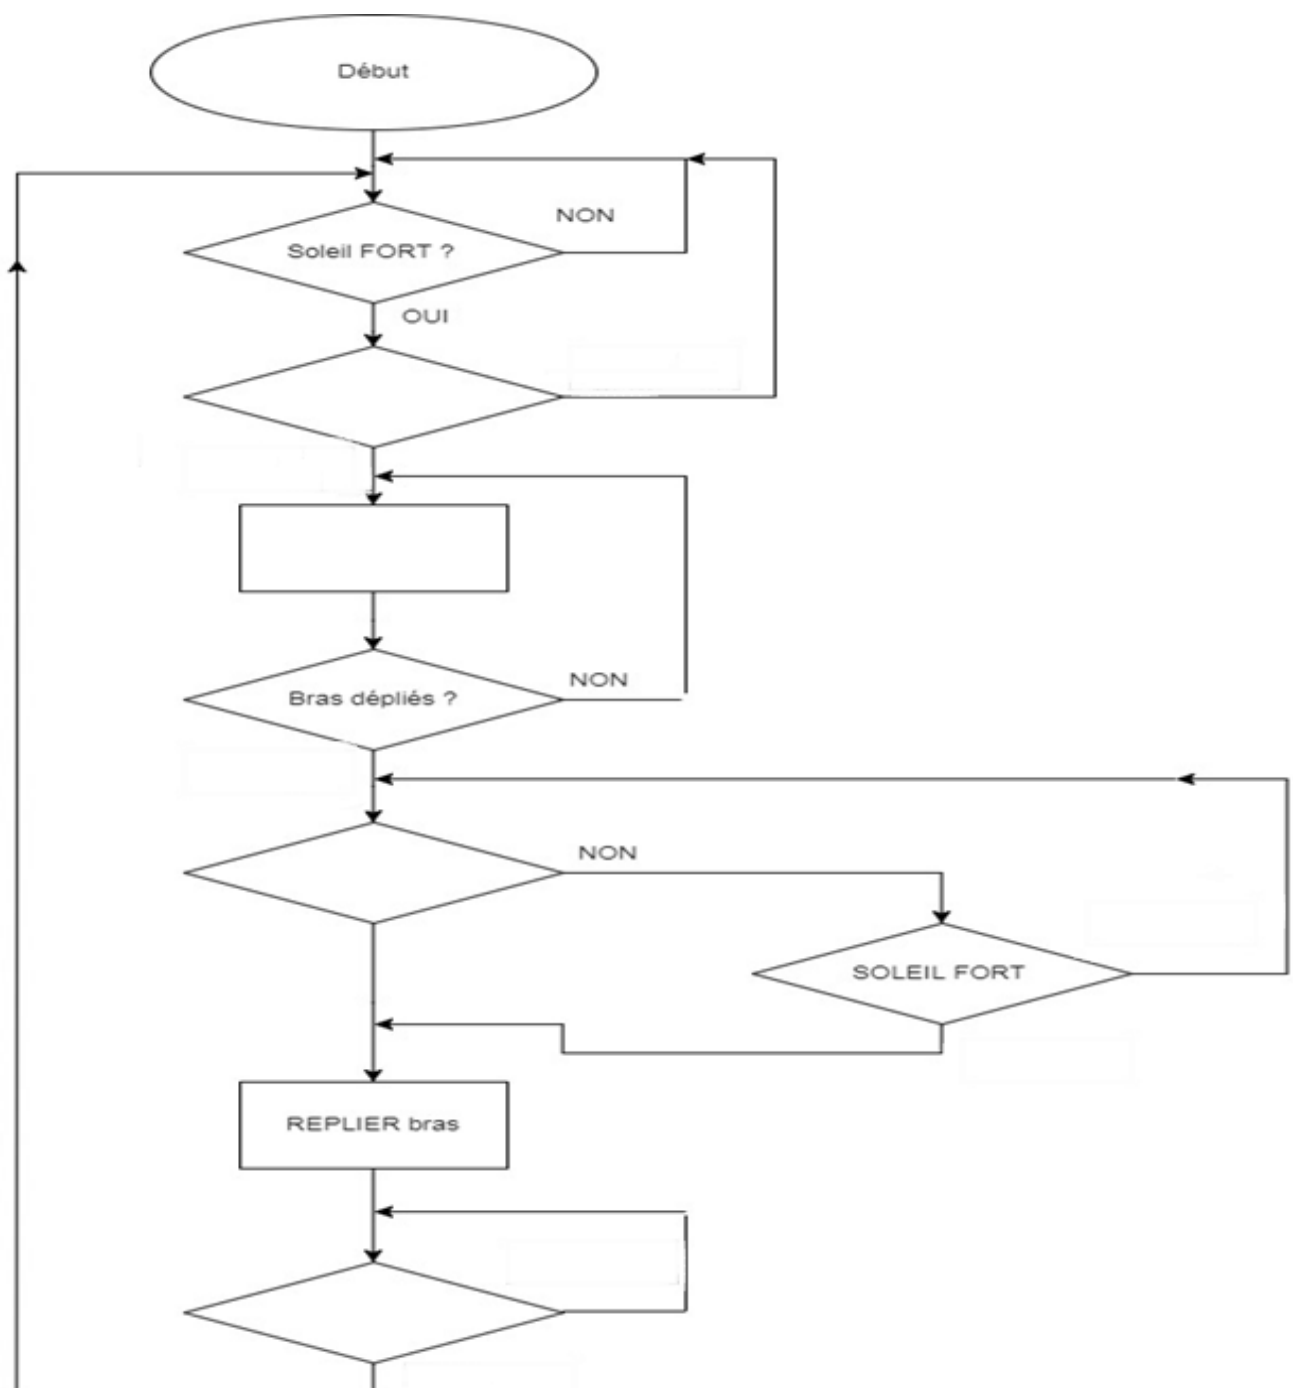 Début
NON
Soleil FORT ?
OUI
NON
Bras dépliés ?
NON
SOLEIL FORT
REPLIER bras